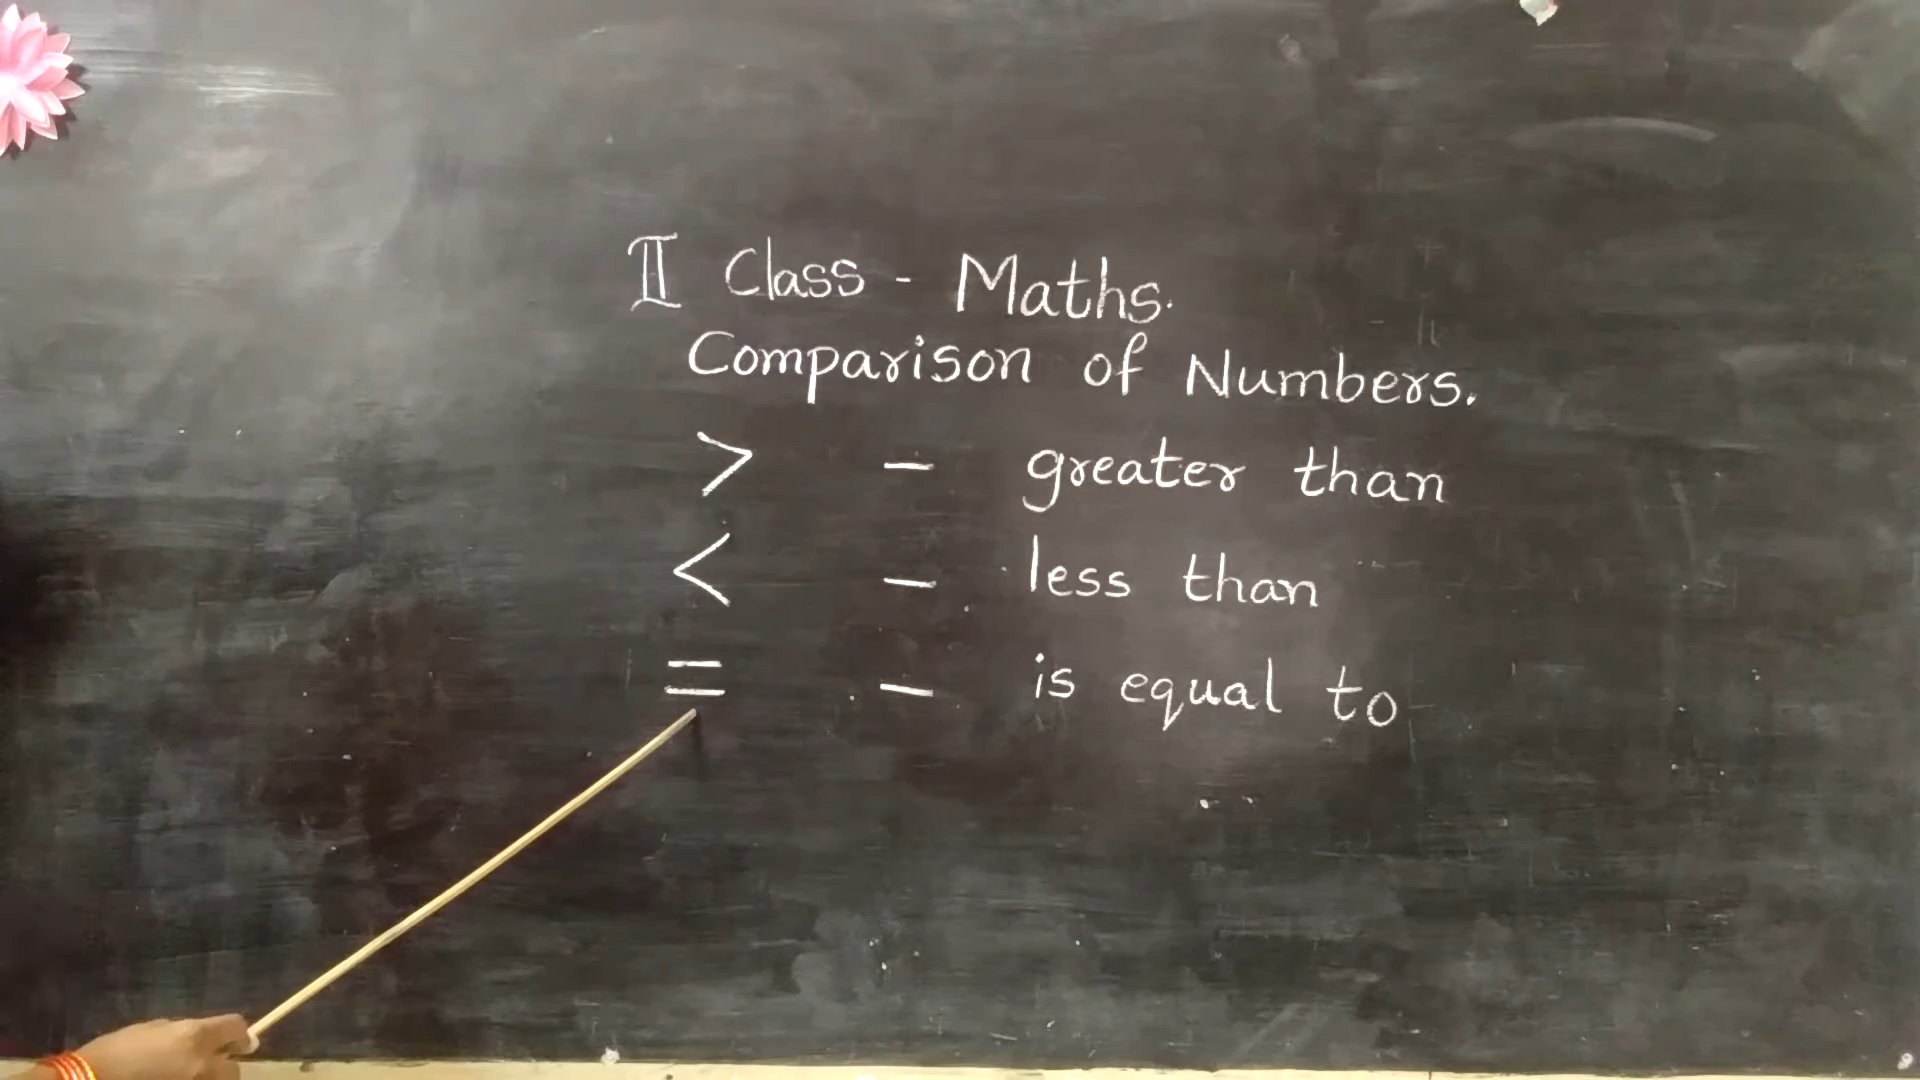 II Class - Maths.
Comparison of Numbers.
> - greater than
< - less than
= - is equal to